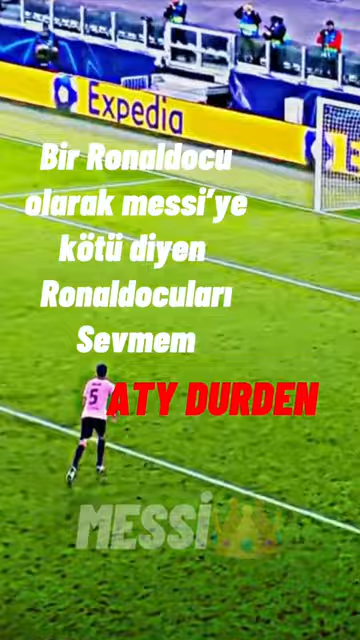 Expedia
Bir Ronaldocu
olarak messi'ye
kötü diyen
Ronaldocuları
Sevmem
ATY DURDEN
5
MESSİ